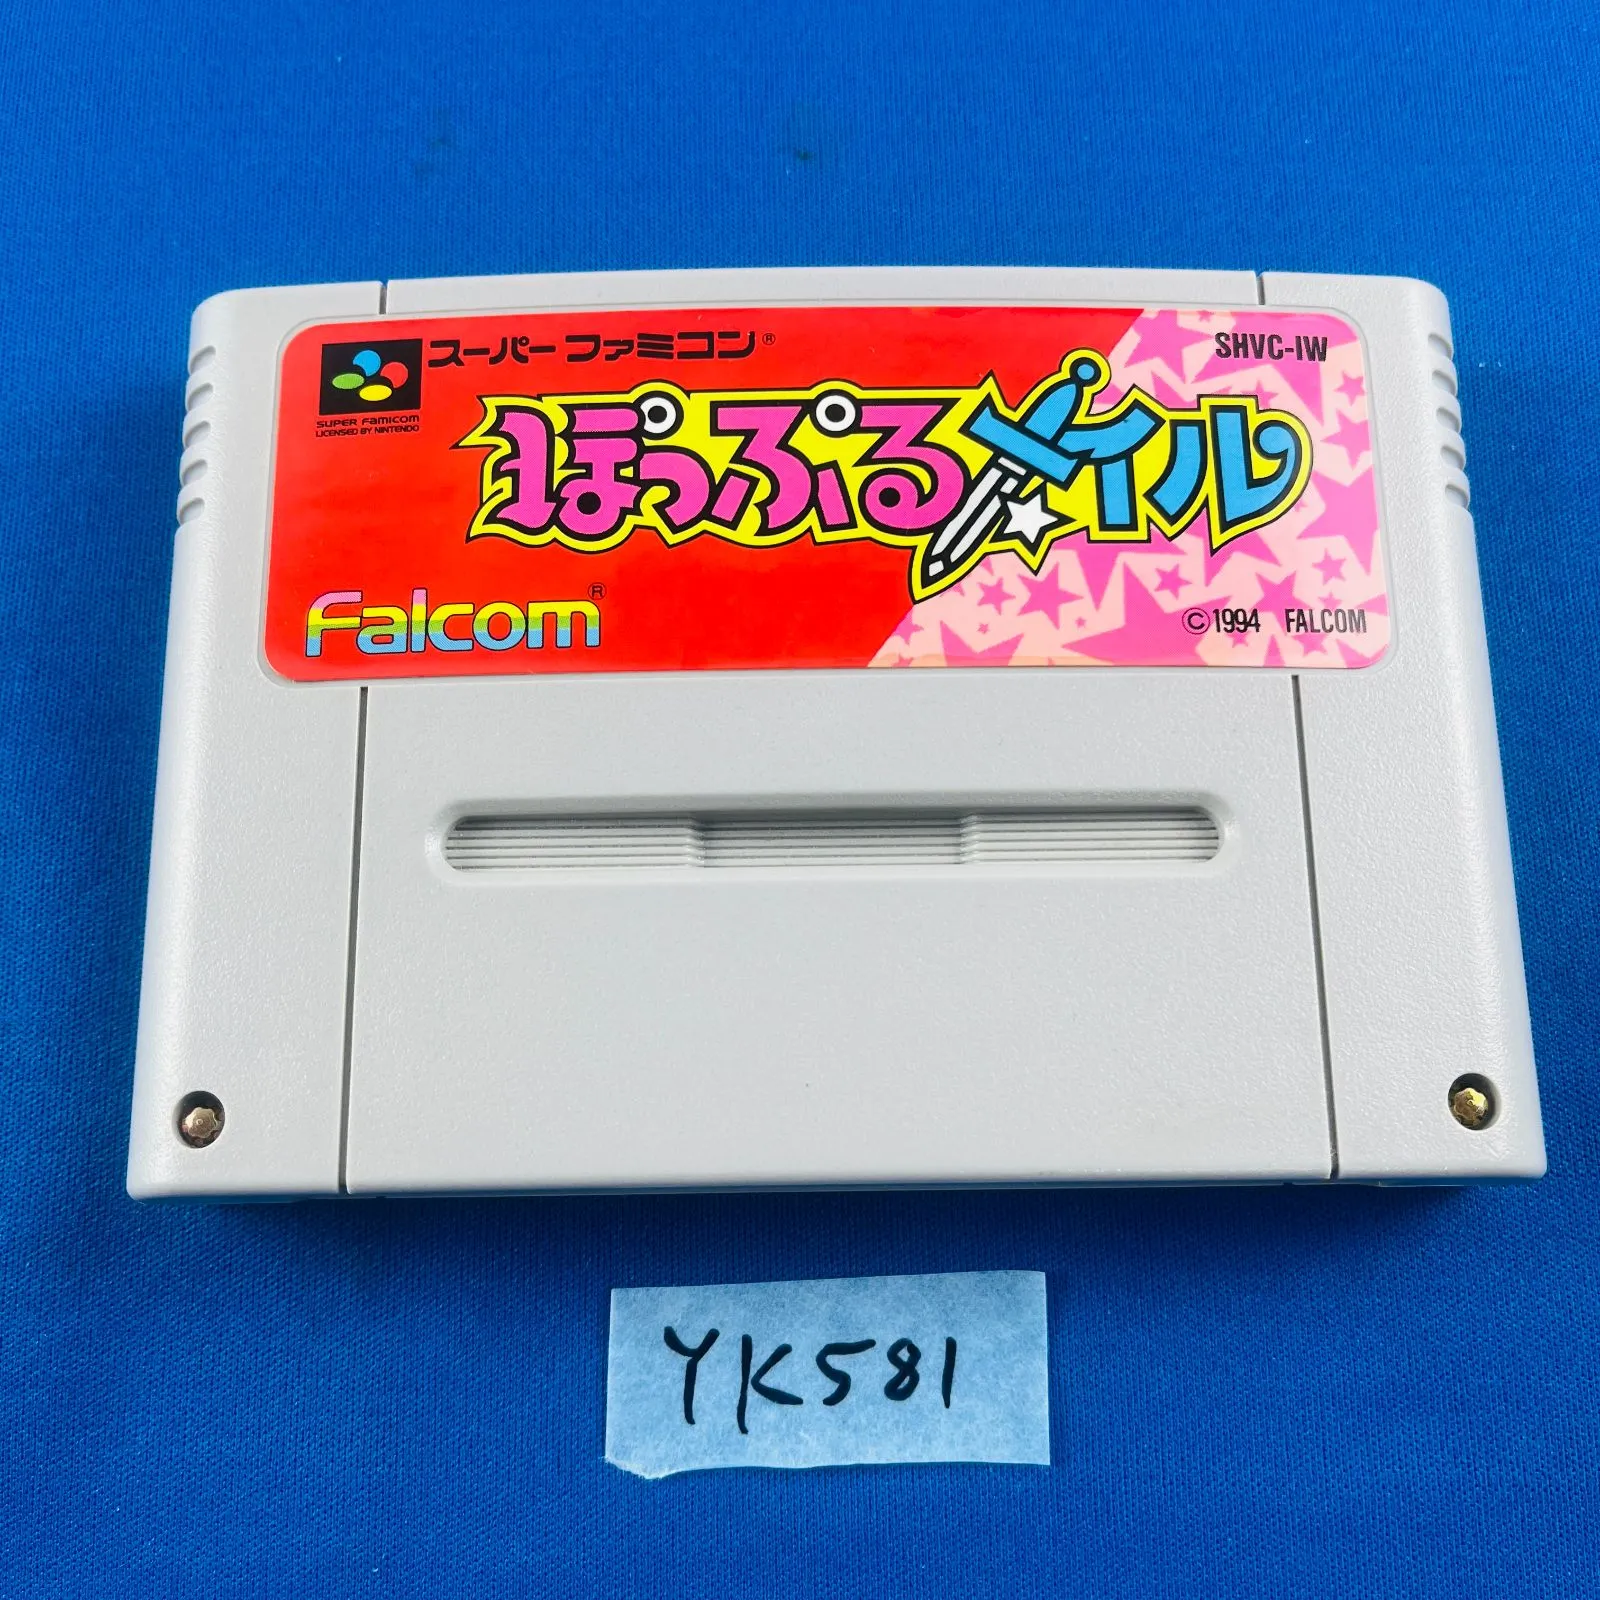 スーパーファミコン®
SHVC-IW
SUPER FAMICOM
LICENSED BY NINTENDO
ぽっぷるメイル
Falcom®
©1994 FALCOM
YK581